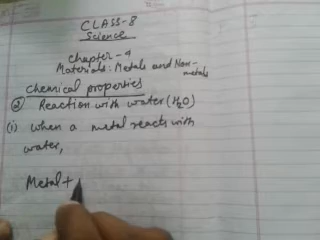 CLASS-8
Science
Chapter-4
Materials: Metals and Non-
metals
Chemical properties
② Reaction with water (H₂O)
(i) when a metal reacts with
water,
Metal +